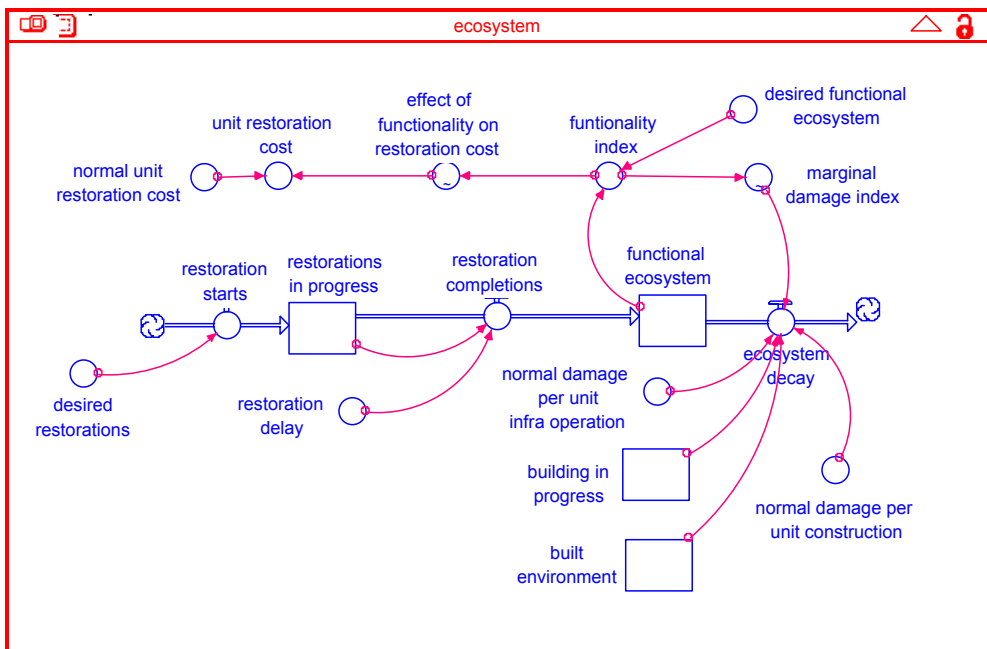 ecosystem
desired functional
ecosystem
effect of
functionality on
restoration cost
unit restoration
cost
funtionality
index
normal unit
restoration cost
marginal
damage index
~
~
restoration
starts
restorations
in progress
restoration
completions
functional
ecosystem
ecosystem
decay
desired
restorations
restoration
delay
normal damage
per unit
infra operation
building in
progress
normal damage per
unit construction
built
environment